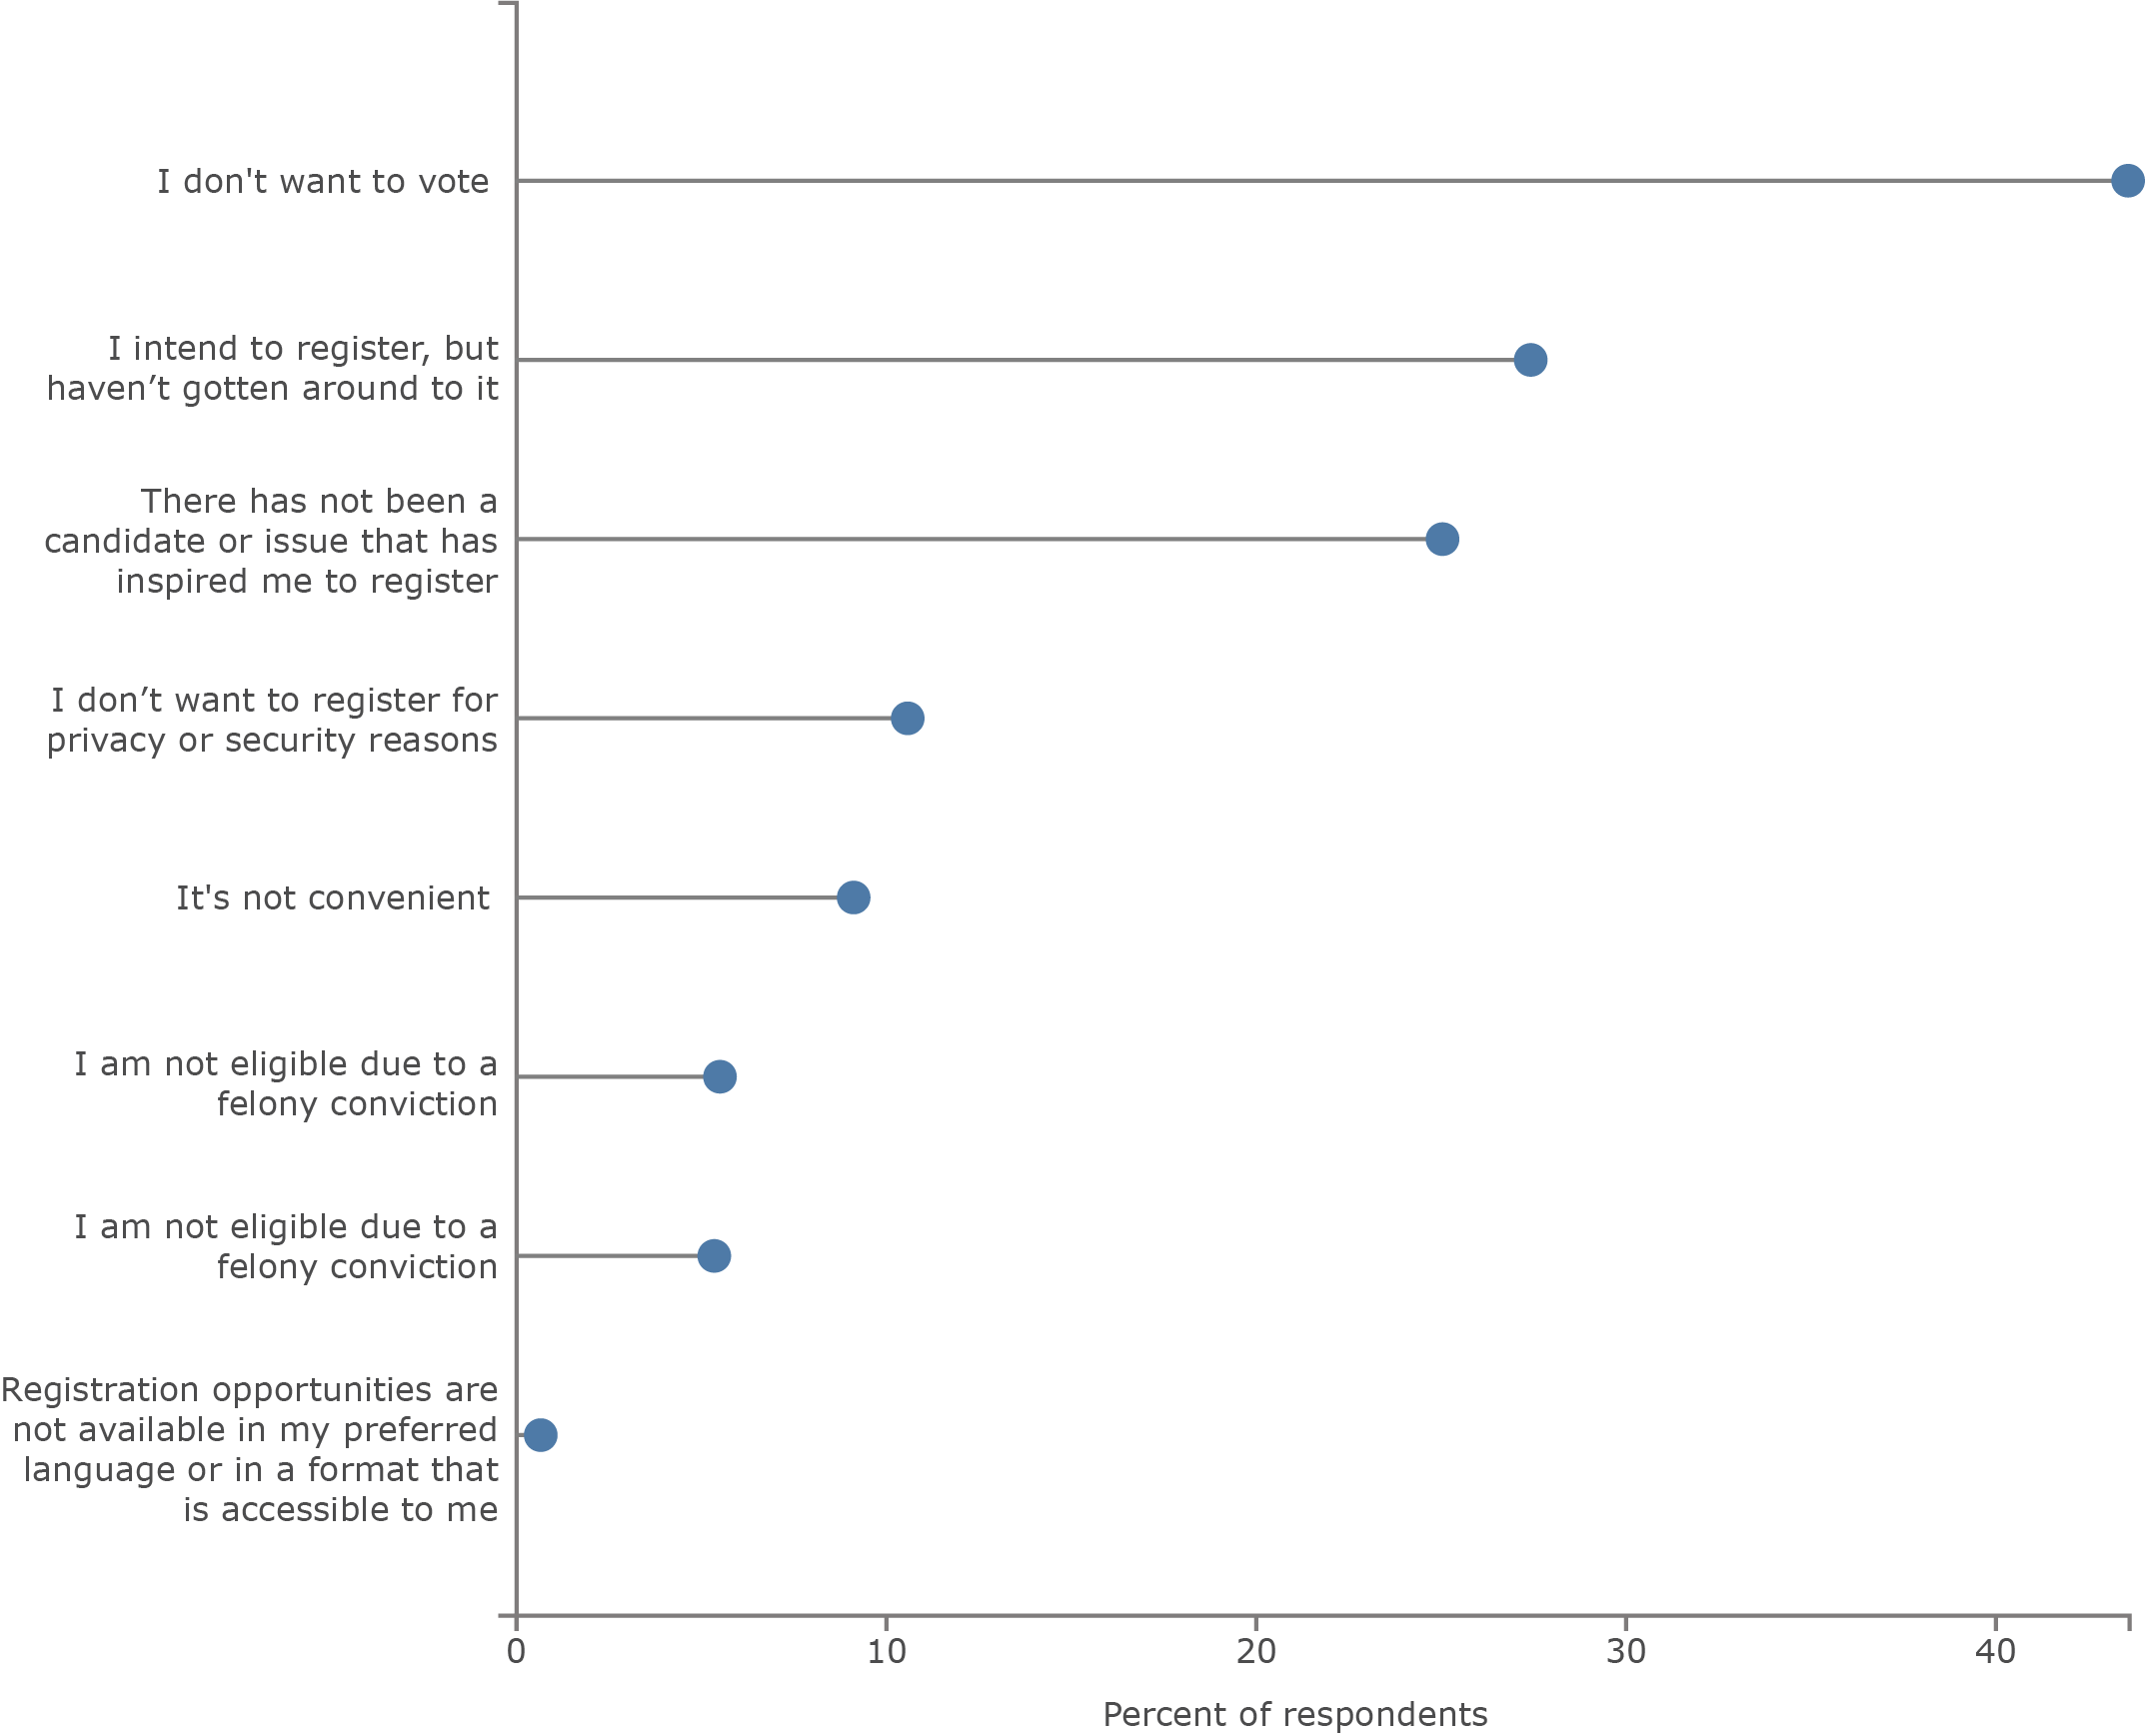 I don't want to vote
I intend to register, but
haven’t gotten around to it
There has not been a
candidate or issue that has
inspired me to register
I don’t want to register for
privacy or security reasons
It's not convenient
I am not eligible due to a
felony conviction
I am not eligible due to a
felony conviction
Registration opportunities are
not available in my preferred
language or in a format that
is accessible to me
0 10 20 30 40
Percent of respondents